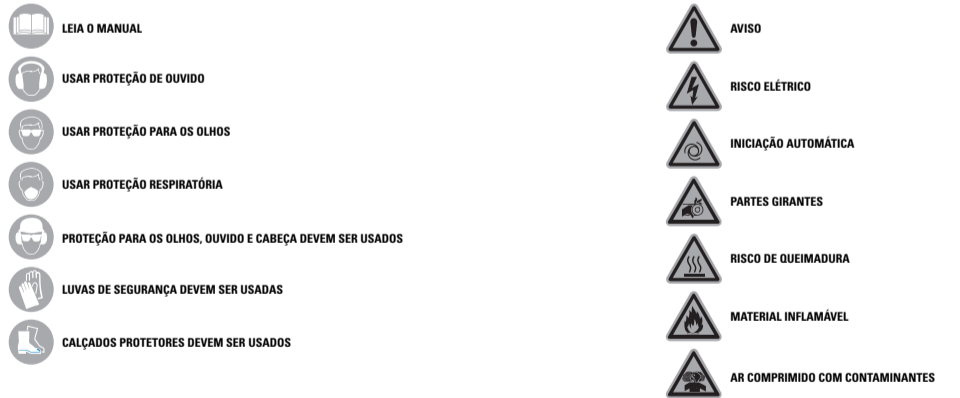 LEIA O MANUAL
USAR PROTEÇÃO DE OUVIDO
USAR PROTEÇÃO PARA OS OLHOS
USAR PROTEÇÃO RESPIRATÓRIA
PROTEÇÃO PARA OS OLHOS, OUVIDO E CABEÇA DEVEM SER USADOS
LUVAS DE SEGURANÇA DEVEM SER USADAS
CALÇADOS PROTETORES DEVEM SER USADOS
AVISO
RISCO ELÉTRICO
INICIAÇÃO AUTOMÁTICA
PARTES GIRANTES
RISCO DE QUEIMADURA
MATERIAL INFLAMÁVEL
AR COMPRIMIDO COM CONTAMINANTES